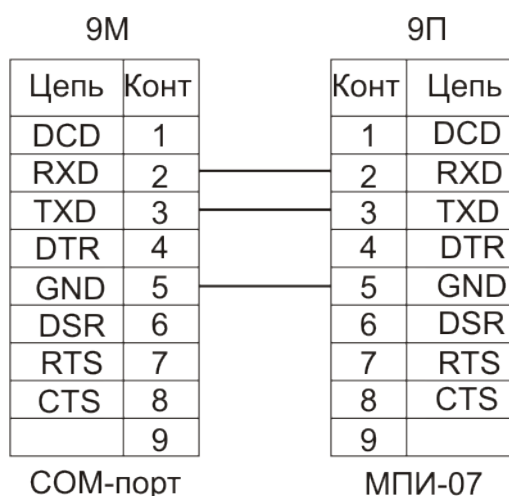 9М 9П
Цепь Конт Конт Цепь
DCD 1 1 DCD
RXD 2 2 RXD
TXD 3 3 TXD
DTR 4 4 DTR
GND 5 5 GND
DSR 6 6 DSR
RTS 7 7 RTS
CTS 8 8 CTS
9 9
COM-порт МПИ-07